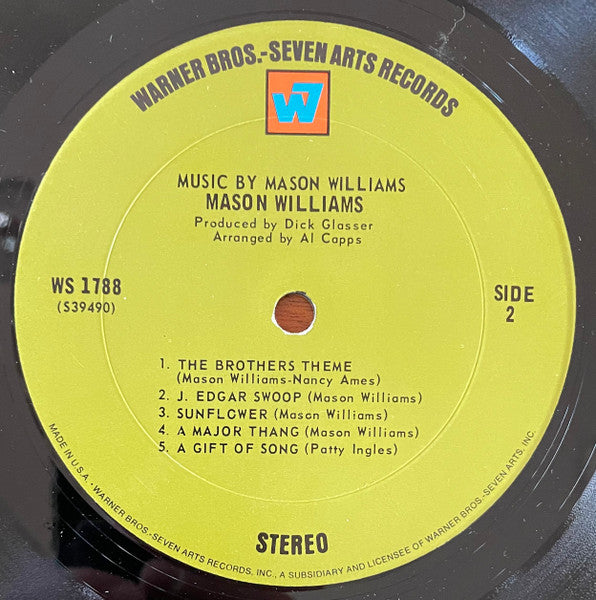 WARNER BROS.-SEVEN ARTS RECORDS
W7
MUSIC BY MASON WILLIAMS
MASON WILLIAMS
Produced by Dick Glasser
Arranged by Al Capps
WS 1788
(S39490)
SIDE
2
1. THE BROTHERS THEME
(Mason Williams-Nancy Ames)
2. J. EDGAR SWOOP (Mason Williams)
3. SUNFLOWER (Mason Williams)
4. A MAJOR THANG (Mason Williams)
5. A GIFT OF SONG (Patty Ingles)
STEREO
MADE IN U.S.A. • WARNER BROS.-SEVEN ARTS RECORDS, INC., A SUBSIDIARY AND LICENSEE OF WARNER BROS.-SEVEN ARTS, INC.